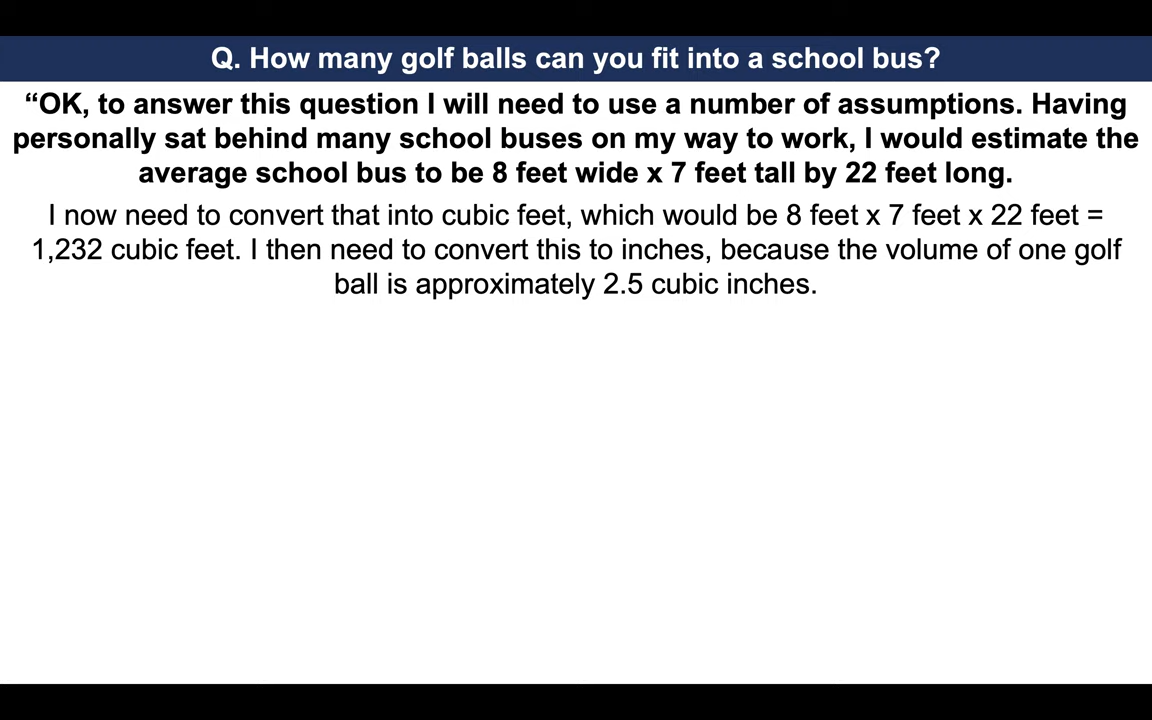 Q. How many golf balls can you fit into a school bus?
“OK, to answer this question I will need to use a number of assumptions. Having
personally sat behind many school buses on my way to work, I would estimate the
average school bus to be 8 feet wide x 7 feet tall by 22 feet long.
I now need to convert that into cubic feet, which would be 8 feet x 7 feet x 22 feet =
1,232 cubic feet. I then need to convert this to inches, because the volume of one golf
ball is approximately 2.5 cubic inches.